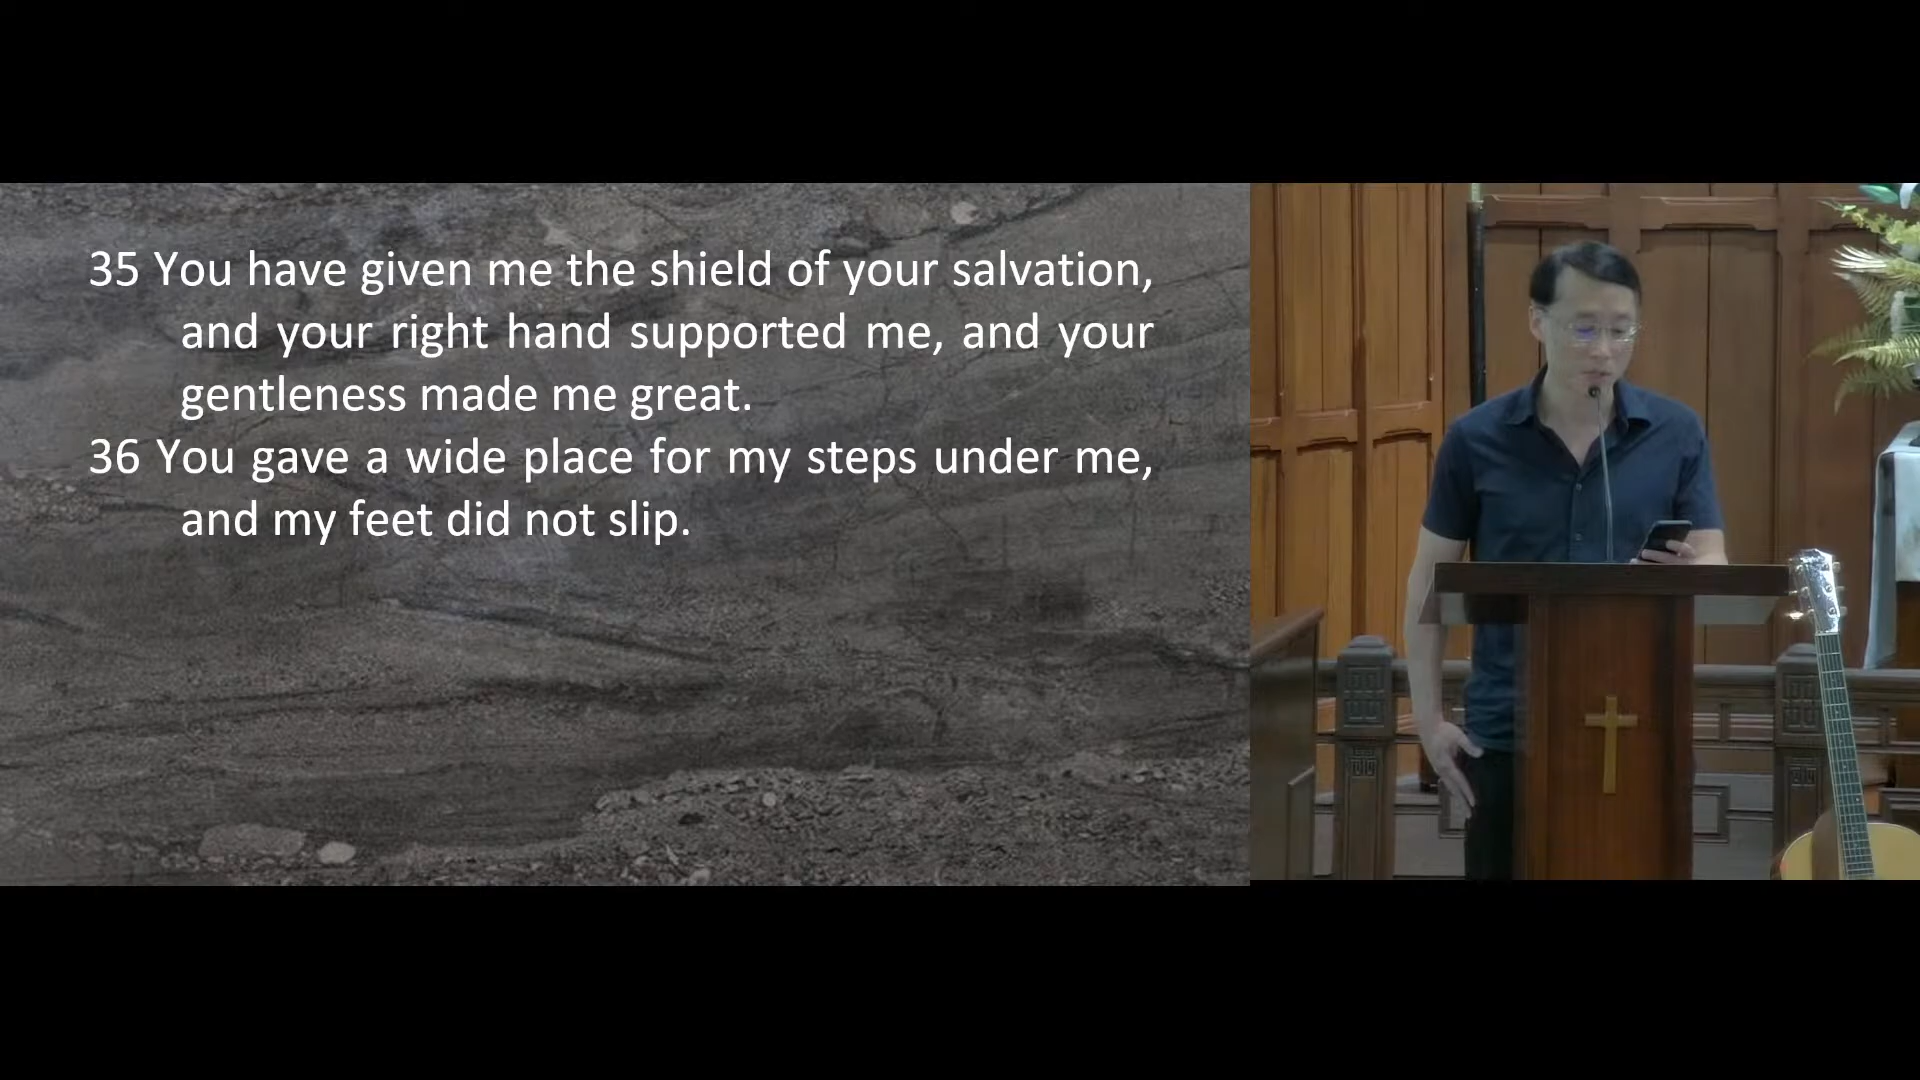 35 You have given me the shield of your salvation,
and your right hand supported me, and your
gentleness made me great.
36 You gave a wide place for my steps under me,
and my feet did not slip.